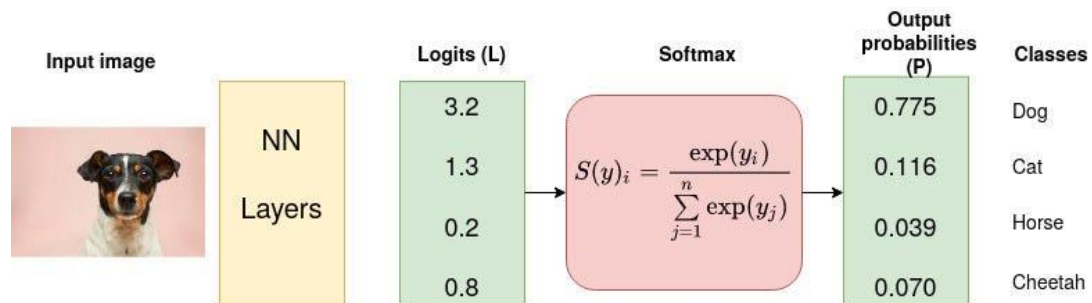 Input image
NN
Layers
Logits (L)
3.2
1.3
0.2
0.8
Softmax
S(y)_i = exp(y_i) / \sum_{j=1}^{n} exp(y_j)
Output
probabilities
(P)
0.775
0.116
0.039
0.070
Classes
Dog
Cat
Horse
Cheetah